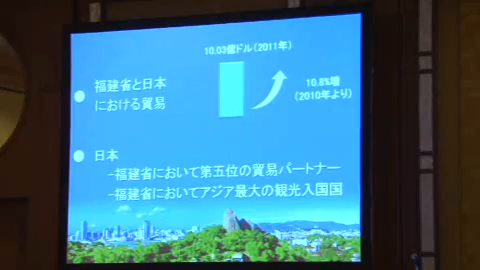 10.03億ドル(2011年)
福建省と日本
における貿易
10.8%増
(2010年より)
日本
-福建省において第五位の貿易パートナー
-福建省においてアジア最大の観光入国国